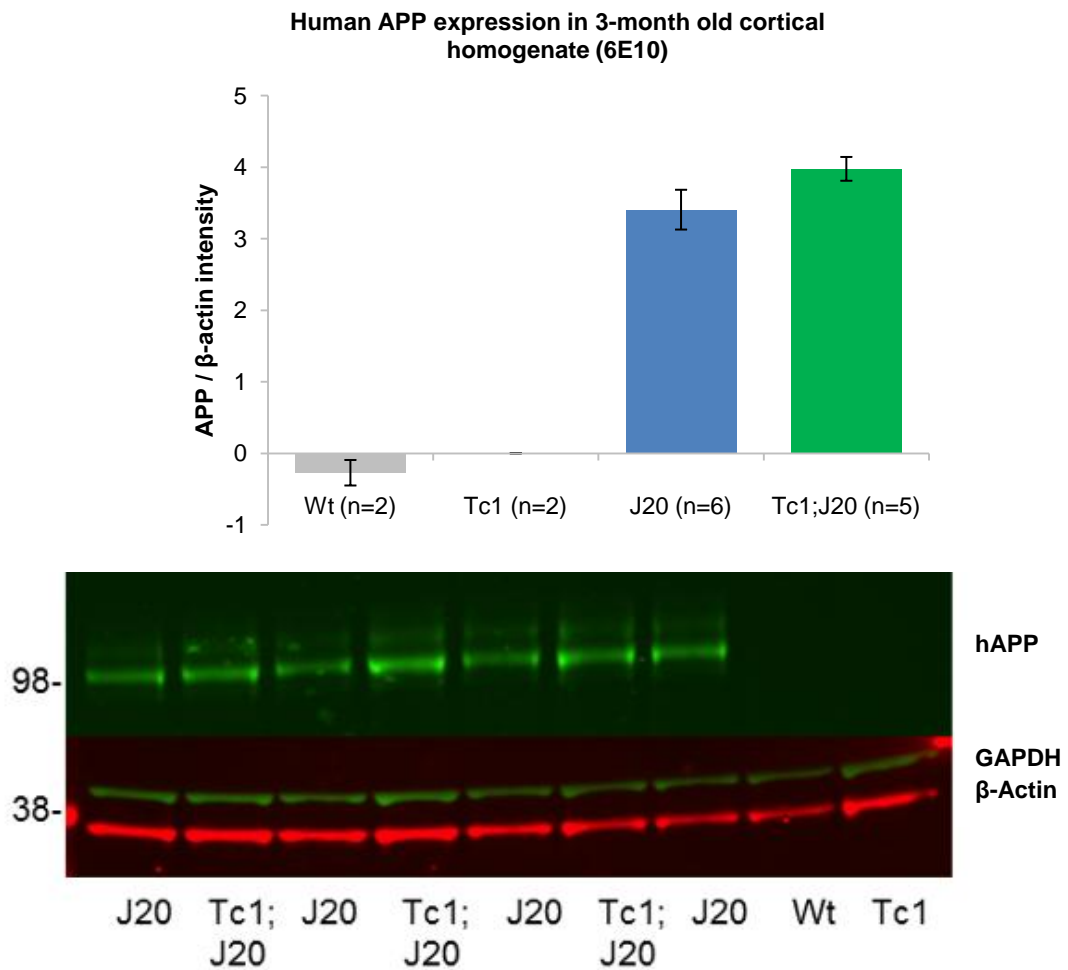 Human APP expression in 3-month old cortical
homogenate (6E10)
APP / β-actin intensity
5
4
3
2
1
0
-1
Wt (n=2)
Tc1 (n=2)
J20 (n=6)
Tc1;J20 (n=5)
98-
hAPP
38-
GAPDH
β-Actin
J20 Tc1; J20 Tc1; J20 Tc1; J20 Wt Tc1
J20 J20 J20